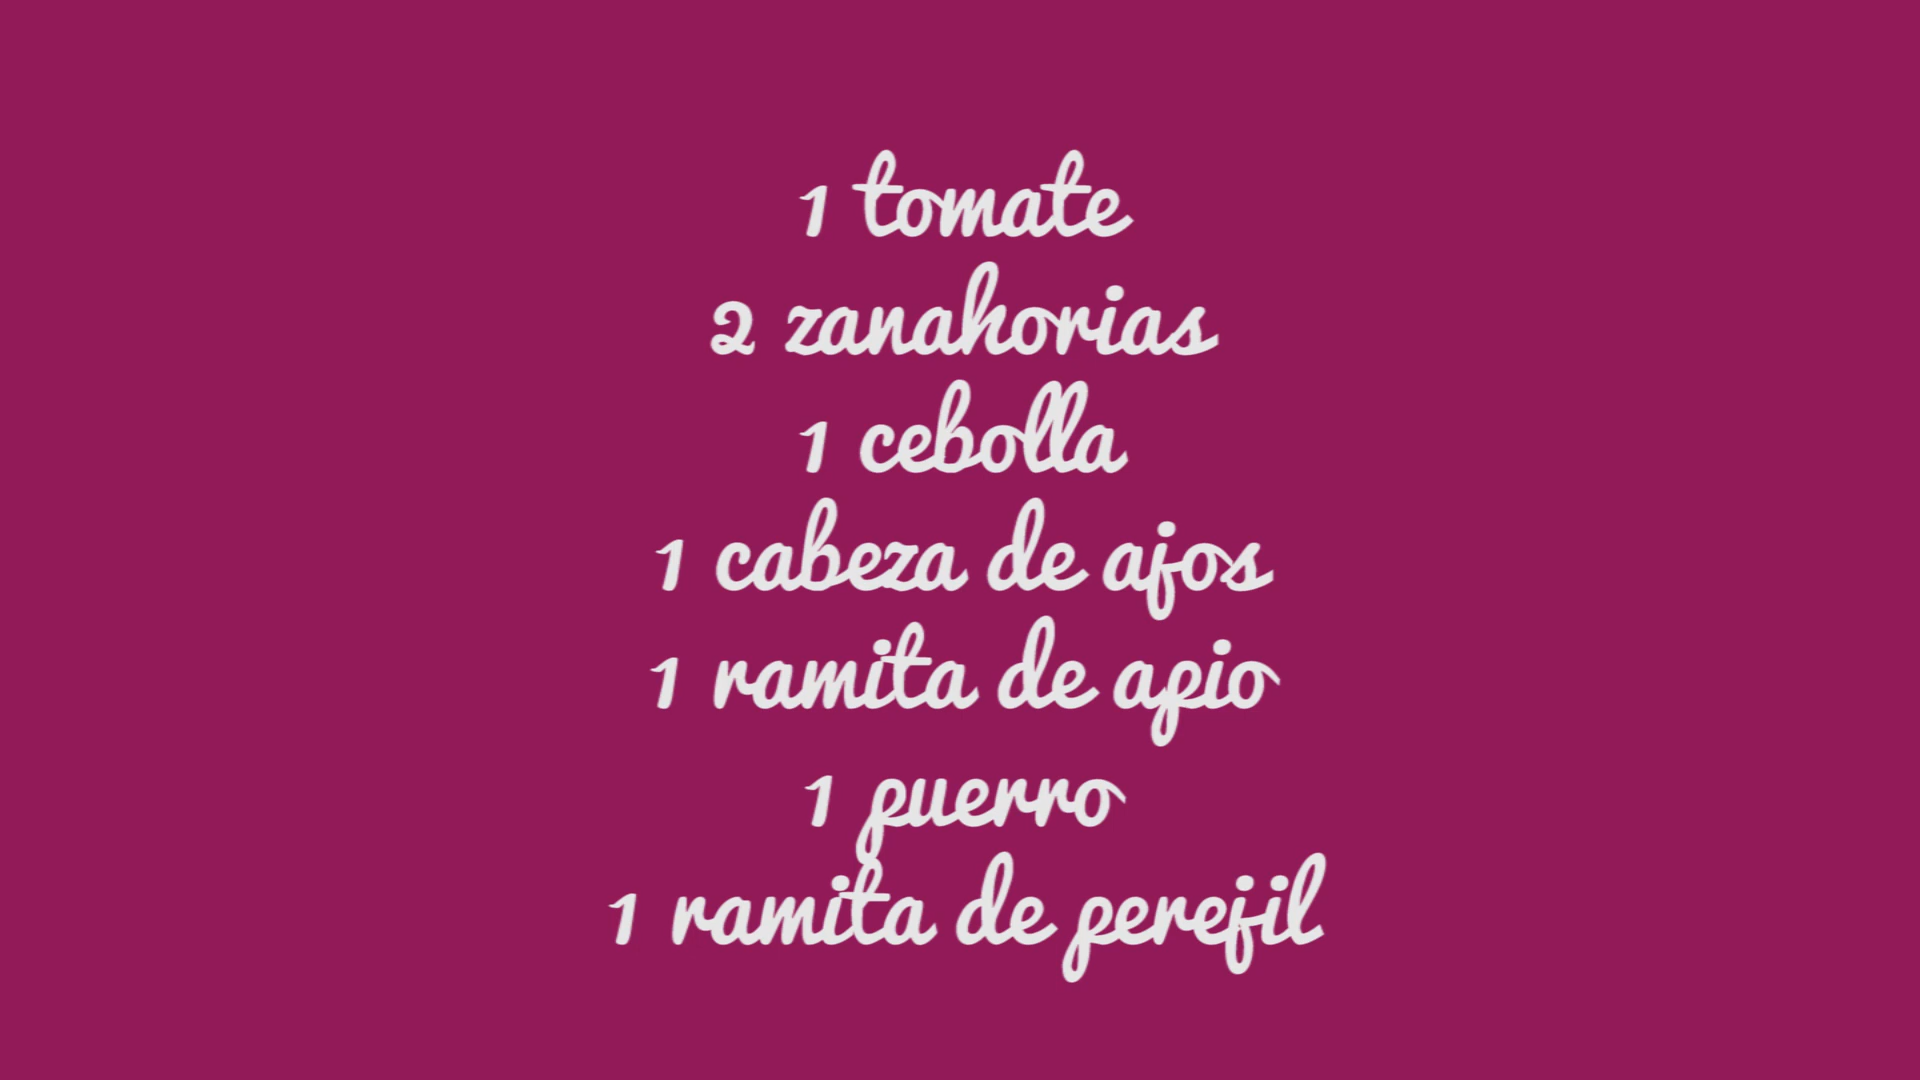 1 tomate
2 zanahorias
1 cebolla
1 cabeza de ajos
1 ramita de apio
1 puerro
1 ramita de perejil